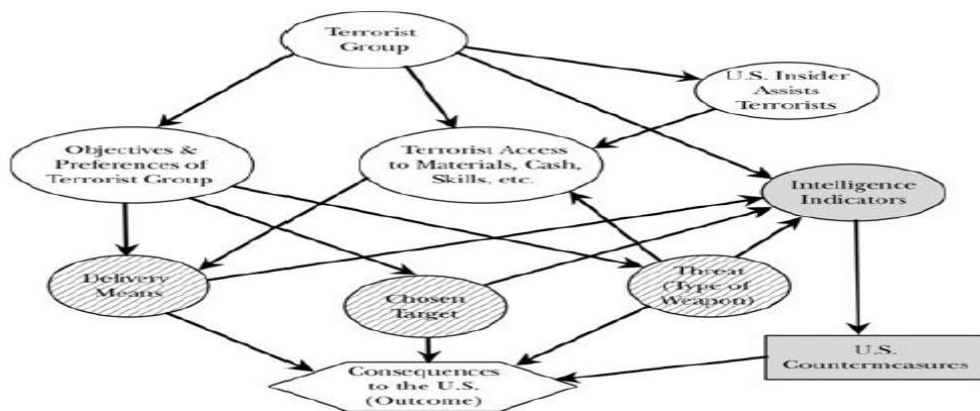 Terrorist
Group
U.S. Insider
Assists
Terrorists
Objectives &
Preferences of
Terrorist Group
Terrorist Access
to Materials, Cash,
Skills, etc.
Intelligence
Indicators
Delivery
Means
Chosen
Target
Threat
(Type of
Weapon)
U.S.
Countermeasures
Consequences
to the U.S.
(Outcome)